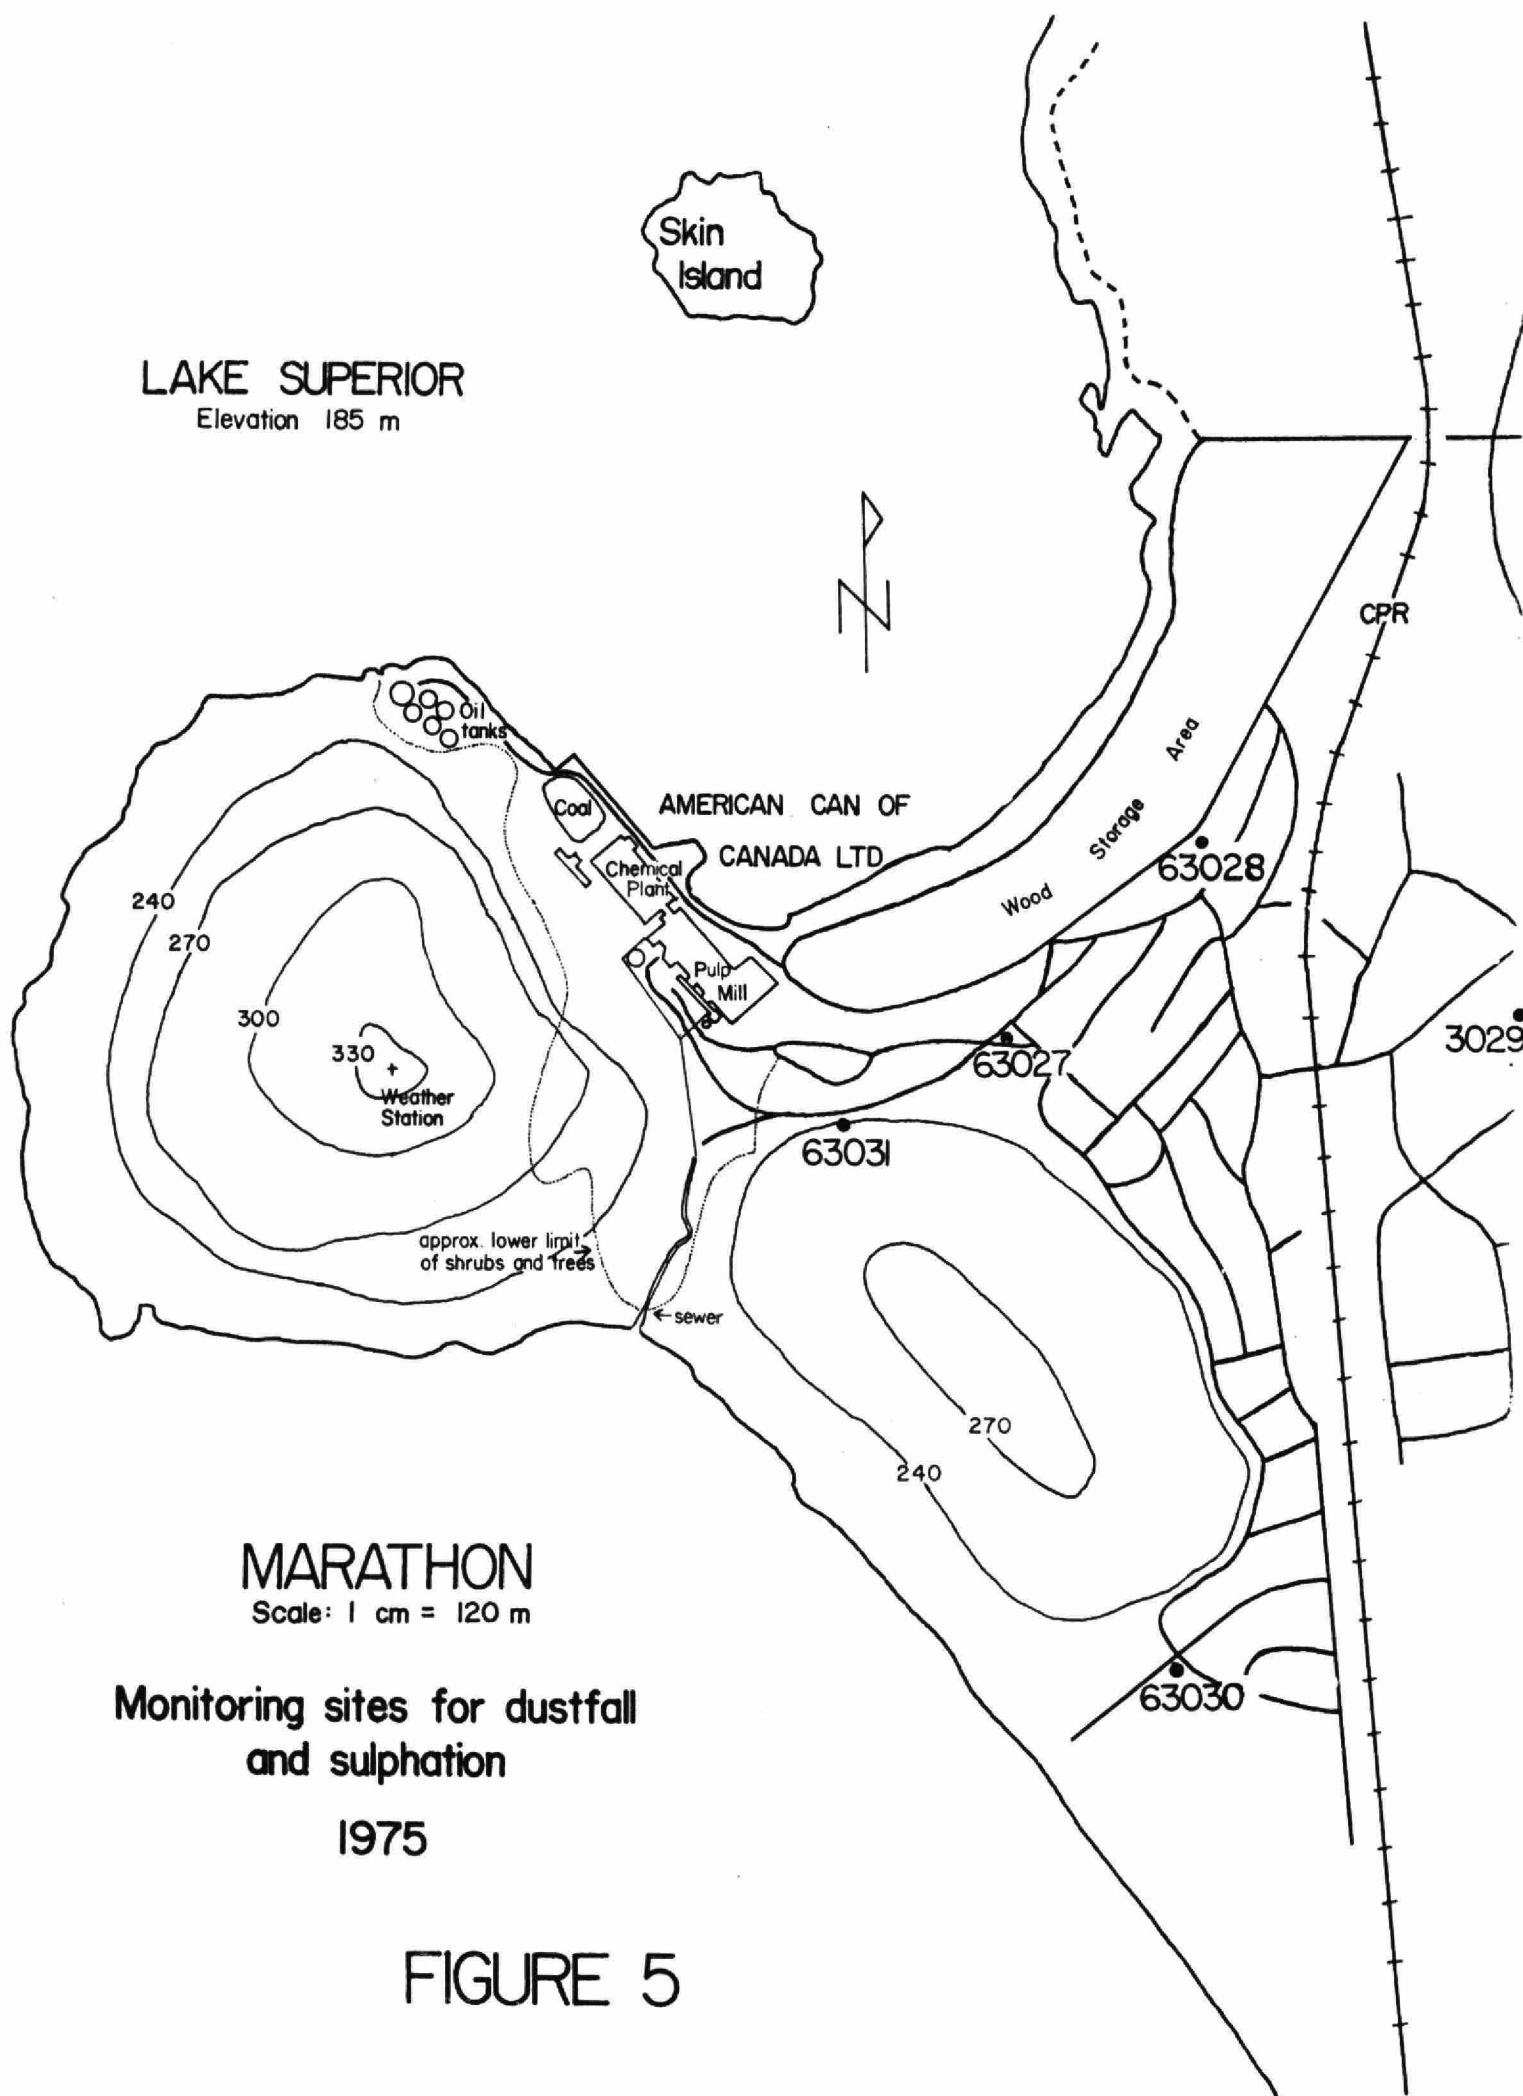 Skin
Island
LAKE SUPERIOR
Elevation 185 m
N
CPR
Oil
tanks
Area
Coal
AMERICAN CAN OF
CANADA LTD
Storage
Chemical
Plant
63028
240
Wood
270
Pulp
Mill
300
3029
330
63027
Weather
Station
63031
approx. lower limit
of shrubs and trees
←sewer
270
240
MARATHON
Scale: 1 cm = 120 m
63030
Monitoring sites for dustfall
and sulphation
1975
FIGURE 5